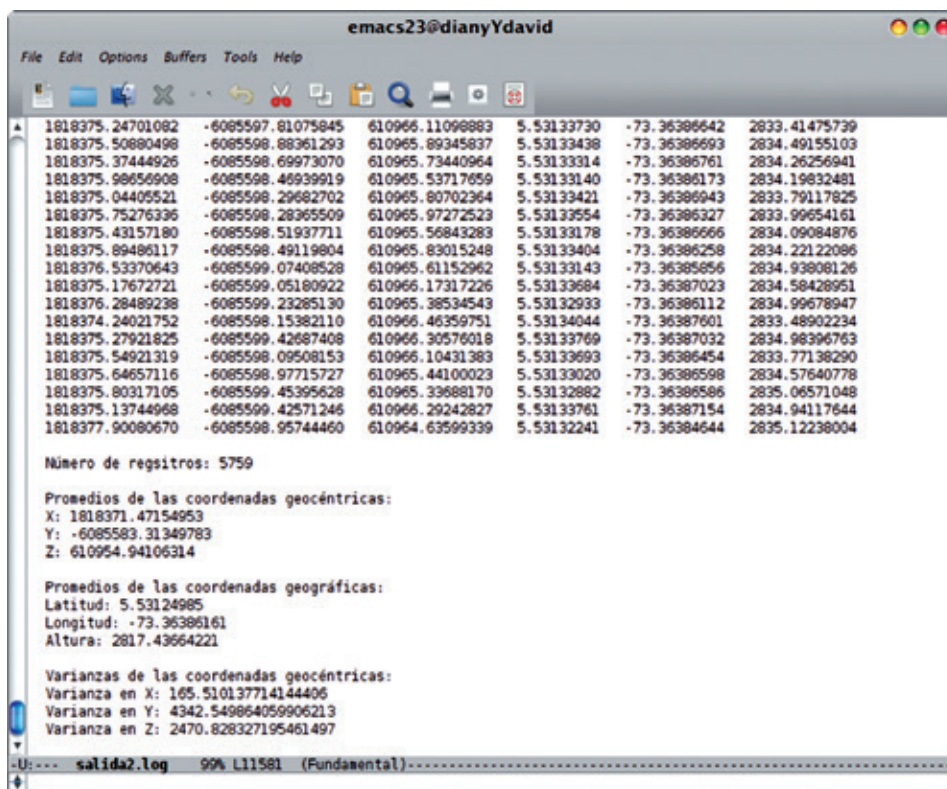 emacs23@dianyYdavid
File Edit Options Buffers Tools Help
1818375.24701082 -6085597.81075845 610966.11098883 5.53133730 -73.36386642 2833.41475739
1818375.50880498 -6085598.88361293 610965.89345837 5.53133438 -73.36386693 2834.49155103
1818375.37444926 -6085598.69973070 610965.73440964 5.53133314 -73.36386761 2834.26256941
1818375.98656908 -6085598.46939919 610965.53717659 5.53133140 -73.36386173 2834.19832481
1818375.04405521 -6085598.29682702 610965.80702364 5.53133421 -73.36386943 2833.79117825
1818375.75276336 -6085598.28365509 610965.97272523 5.53133554 -73.36386327 2833.99654161
1818375.43157180 -6085598.51937711 610965.56843283 5.53133178 -73.36386666 2834.09084876
1818375.89486117 -6085598.49119804 610965.83015248 5.53133404 -73.36386258 2834.22122086
1818376.53370643 -6085599.07408528 610965.61152962 5.53133143 -73.36385856 2834.93808126
1818375.17672721 -6085599.05180922 610966.17317226 5.53133684 -73.36387023 2834.58428951
1818376.28489238 -6085599.23285130 610965.38534543 5.53132933 -73.36386112 2834.99678947
1818374.24021752 -6085598.15382110 610966.46359751 5.53134044 -73.36387601 2833.48902234
1818375.27921825 -6085599.42687408 610966.30576018 5.53133769 -73.36387032 2834.98396763
1818375.54921319 -6085598.09508153 610966.10431383 5.53133693 -73.36386454 2833.77138290
1818375.64657116 -6085598.97715727 610965.44100023 5.53133020 -73.36386598 2834.57640778
1818375.80317105 -6085599.45395628 610965.33688170 5.53132882 -73.36386586 2835.06571048
1818375.13744968 -6085599.42571246 610966.29242827 5.53133761 -73.36387154 2834.94117644
1818377.90080670 -6085598.95744460 610964.63599339 5.53132241 -73.36384644 2835.12238004
Número de regsitros: 5759
Promedios de las coordenadas geocéntricas:
X: 1818371.47154953
Y: -6085583.31349783
Z: 610954.94106314
Promedios de las coordenadas geográficas:
Latitud: 5.53124985
Longitud: -73.36386161
Altura: 2817.43664221
Varianzas de las coordenadas geocéntricas:
Varianza en X: 165.510137714144406
Varianza en Y: 4342.549864059906213
Varianza en Z: 2470.828327195461497
-U:--- salida2.log 99% L11581 (Fundamental)---